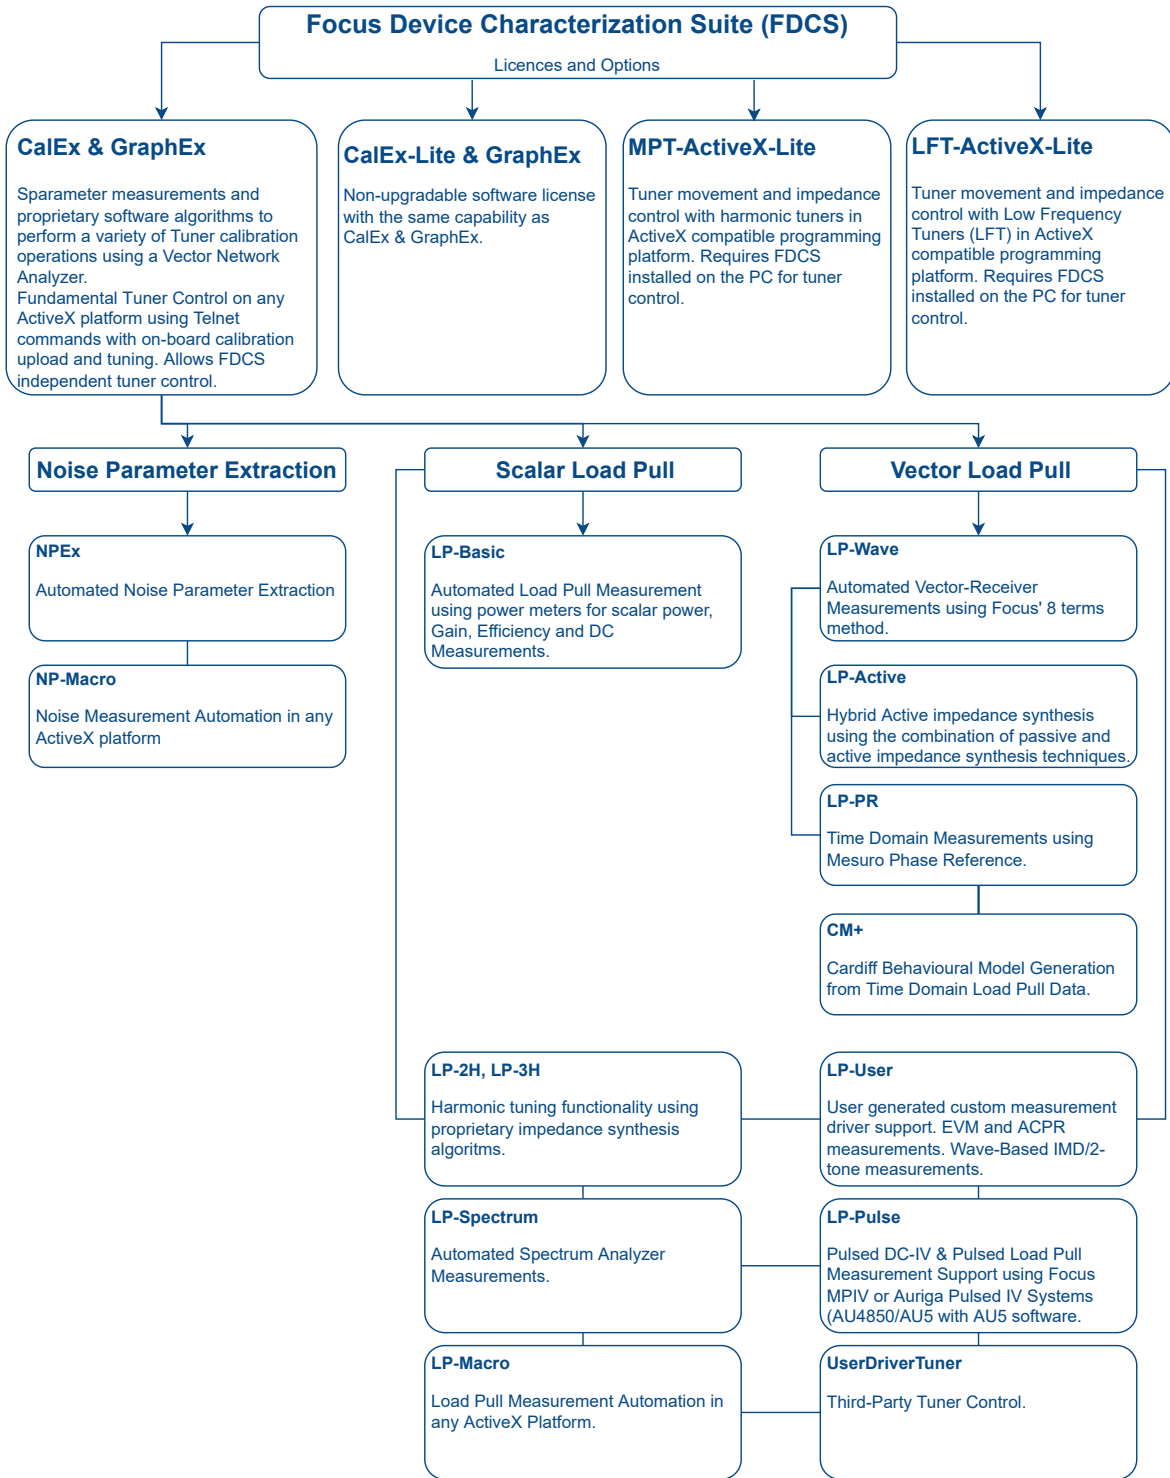 Focus Device Characterization Suite (FDCS)
Licences and Options
CalEx & GraphEx
Sparameter measurements and
proprietary software algorithms to
perform a variety of Tuner calibration
operations using a Vector Network
Analyzer.
Fundamental Tuner Control on any
ActiveX platform using Telnet
commands with on-board calibration
upload and tuning. Allows FDCS
independent tuner control.
CalEx-Lite & GraphEx
Non-upgradable software license
with the same capability as
CalEx & GraphEx.
MPT-ActiveX-Lite
Tuner movement and impedance
control with harmonic tuners in
ActiveX compatible programming
platform. Requires FDCS
installed on the PC for tuner
control.
LFT-ActiveX-Lite
Tuner movement and impedance
control with Low Frequency
Tuners (LFT) in ActiveX
compatible programming
platform. Requires FDCS
installed on the PC for tuner
control.
Noise Parameter Extraction
Scalar Load Pull
Vector Load Pull
NPEx
Automated Noise Parameter Extraction
NP-Macro
Noise Measurement Automation in any
ActiveX platform
LP-Basic
Automated Load Pull Measurement
using power meters for scalar power,
Gain, Efficiency and DC
Measurements.
LP-Wave
Automated Vector-Receiver
Measurements using Focus' 8 terms
method.
LP-Active
Hybrid Active impedance synthesis
using the combination of passive and
active impedance synthesis techniques.
LP-PR
Time Domain Measurements using
Mesuro Phase Reference.
CM+
Cardiff Behavioural Model Generation
from Time Domain Load Pull Data.
LP-2H, LP-3H
Harmonic tuning functionality using
proprietary impedance synthesis
algoritms.
LP-User
User generated custom measurement
driver support. EVM and ACPR
measurements. Wave-Based IMD/2-
tone measurements.
LP-Spectrum
Automated Spectrum Analyzer
Measurements.
LP-Pulse
Pulsed DC-IV & Pulsed Load Pull
Measurement Support using Focus
MPIV or Auriga Pulsed IV Systems
(AU4850/AU5 with AU5 software.
LP-Macro
Load Pull Measurement Automation in
any ActiveX Platform.
UserDriverTuner
Third-Party Tuner Control.